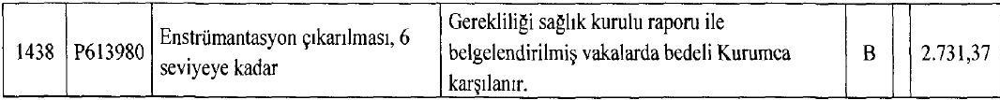 1438 P613980 Enstrümantasyon çıkarılması, 6 seviyeye kadar Gerekliliği sağlık kurulu raporu ile belgelendirilmiş vakalarda bedeli Kurumca karşılanır. B 2.731,37